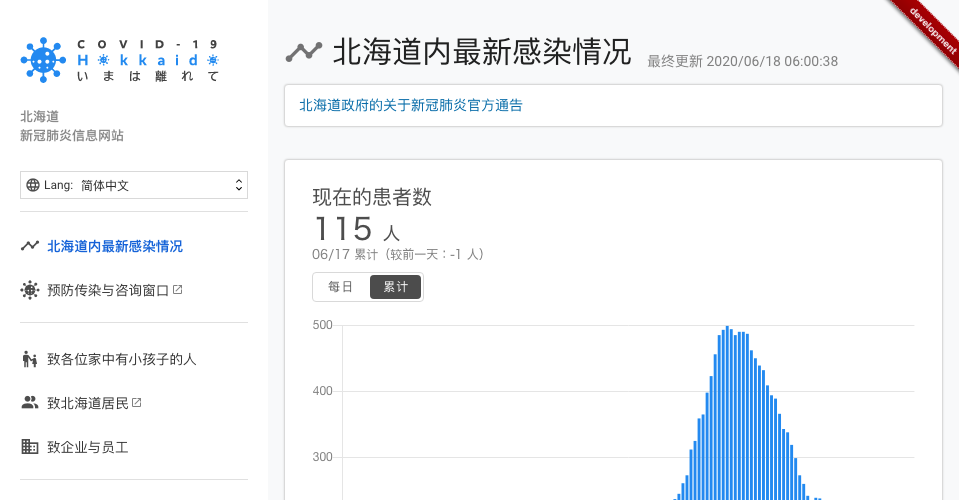 COVID-19
Hokkaido
いまは離れて
北海道
新冠肺炎信息网站
Lang: 简体中文
北海道内最新感染情况
预防传染与咨询窗口
致各位家中有小孩子的人
致北海道居民
致企业与员工
development
北海道内最新感染情况 最终更新 2020/06/18 06:00:38
北海道政府的关于新冠肺炎官方通告
现在的患者数
115 人
06/17 累计（较前一天：-1 人）
每日 累计
500
400
300